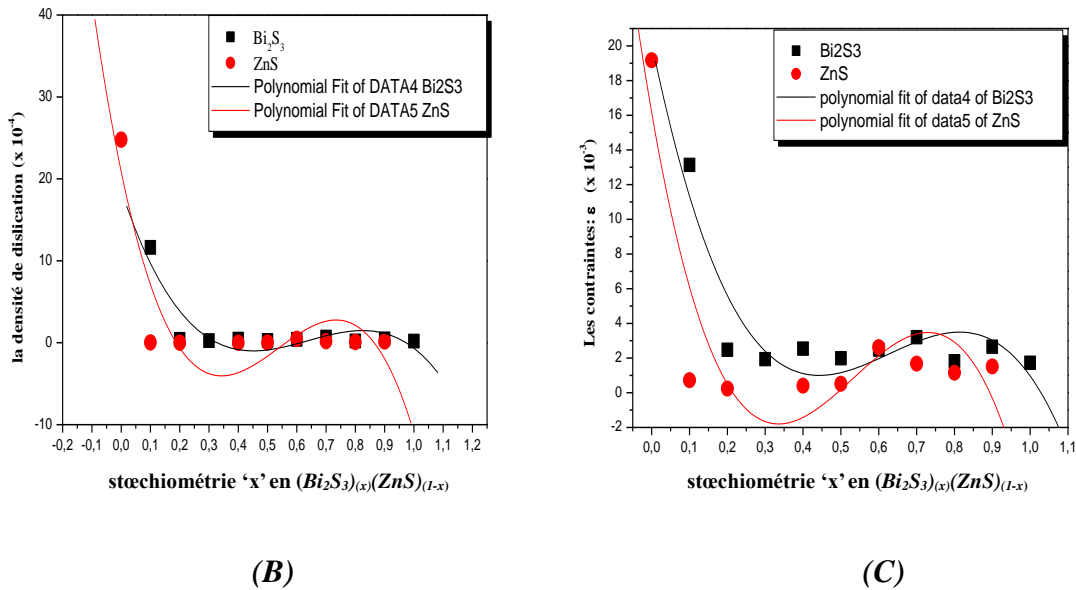 40
30
20
10
0
-10
la densité de dislication (x 10⁻⁴)
Bi₂S₃
ZnS
Polynomial Fit of DATA4 Bi2S3
Polynomial Fit of DATA5 ZnS
-0,2 -0,1 0,0 0,1 0,2 0,3 0,4 0,5 0,6 0,7 0,8 0,9 1,0 1,1 1,2
stœchiométrie ‘x’ en (Bi₂S₃)₍ₓ₎(ZnS)₍₁₋ₓ₎
(B)
20
18
16
14
12
10
8
6
4
2
0
-2
Les contraintes: ε (x 10⁻³)
Bi2S3
ZnS
polynomial fit of data4 of Bi2S3
polynomial fit of data5 of ZnS
0,0 0,1 0,2 0,3 0,4 0,5 0,6 0,7 0,8 0,9 1,0 1,1
stœchiométrie ‘x’ en (Bi₂S₃)₍ₓ₎(ZnS)₍₁₋ₓ₎
(C)